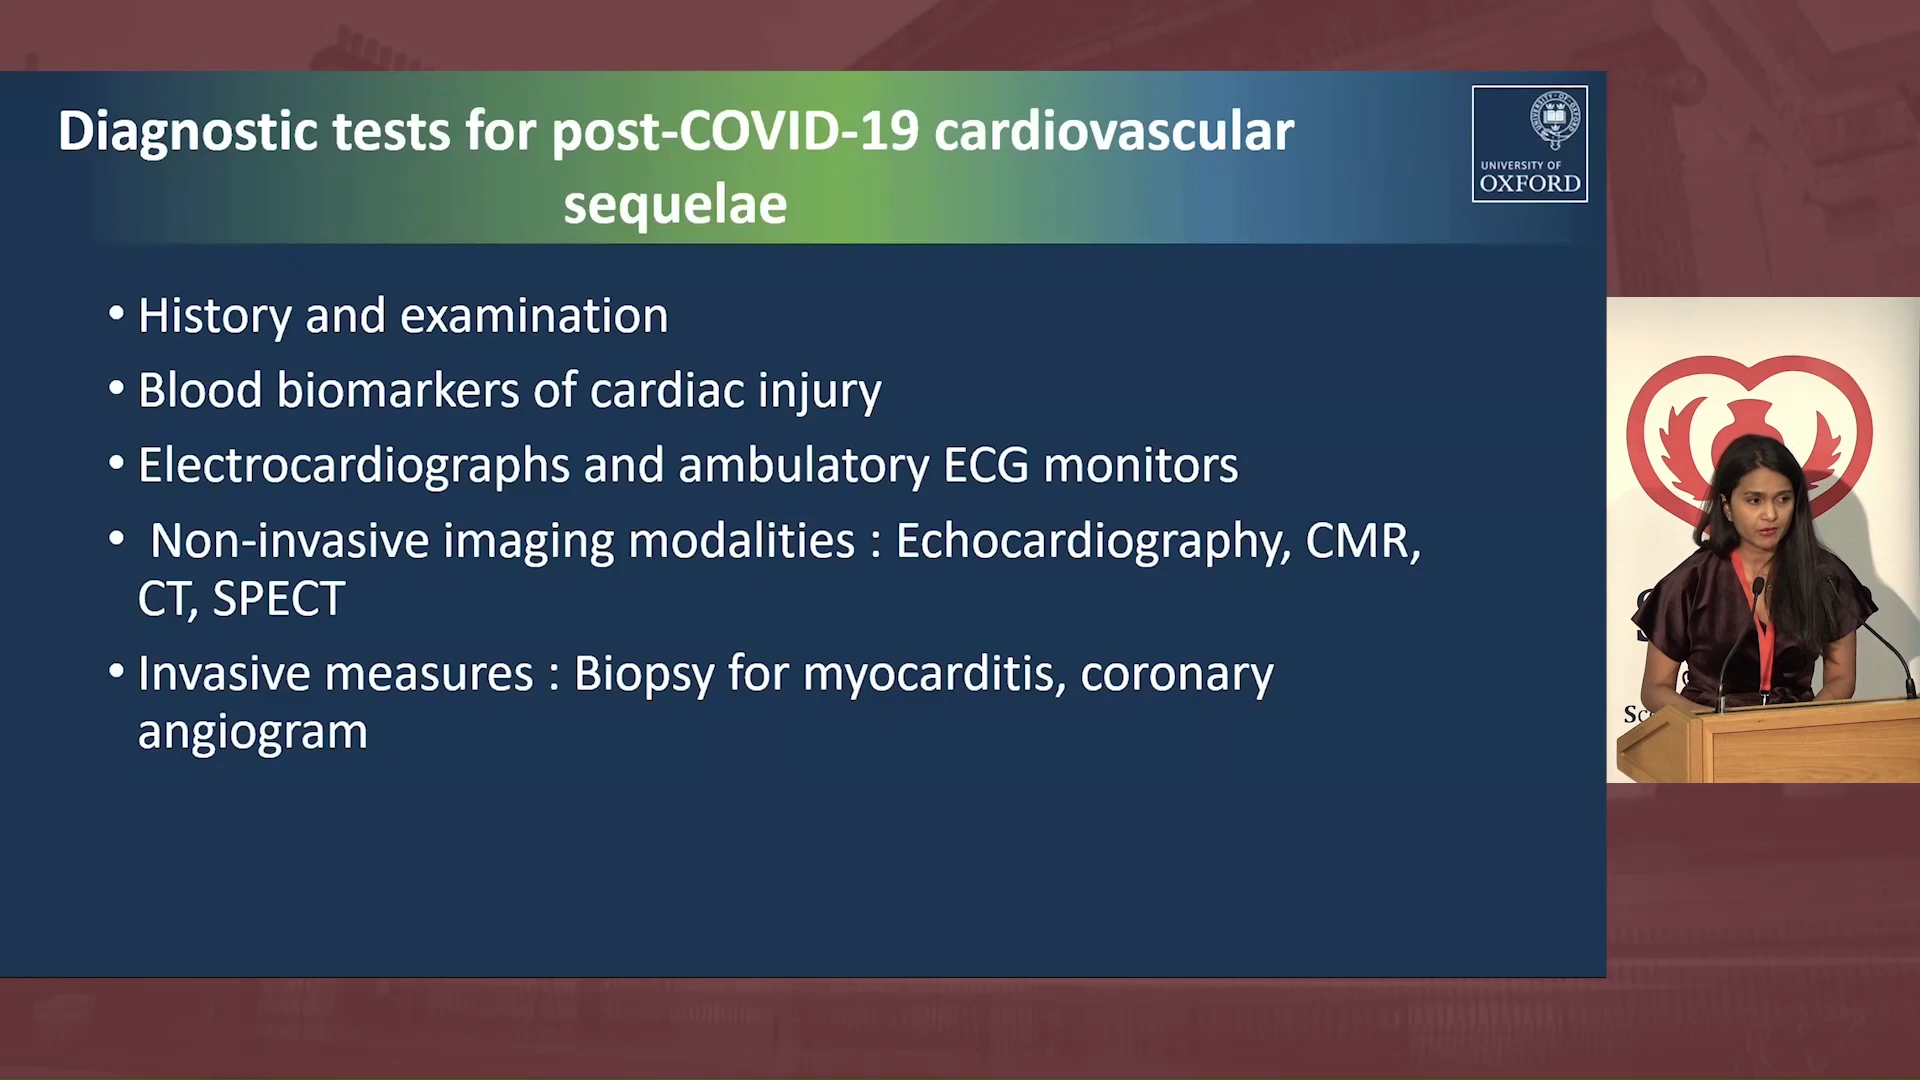 Diagnostic tests for post-COVID-19 cardiovascular
sequelae
UNIVERSITY OF
OXFORD
• History and examination
• Blood biomarkers of cardiac injury
• Electrocardiographs and ambulatory ECG monitors
• Non-invasive imaging modalities : Echocardiography, CMR,
CT, SPECT
• Invasive measures : Biopsy for myocarditis, coronary
angiogram